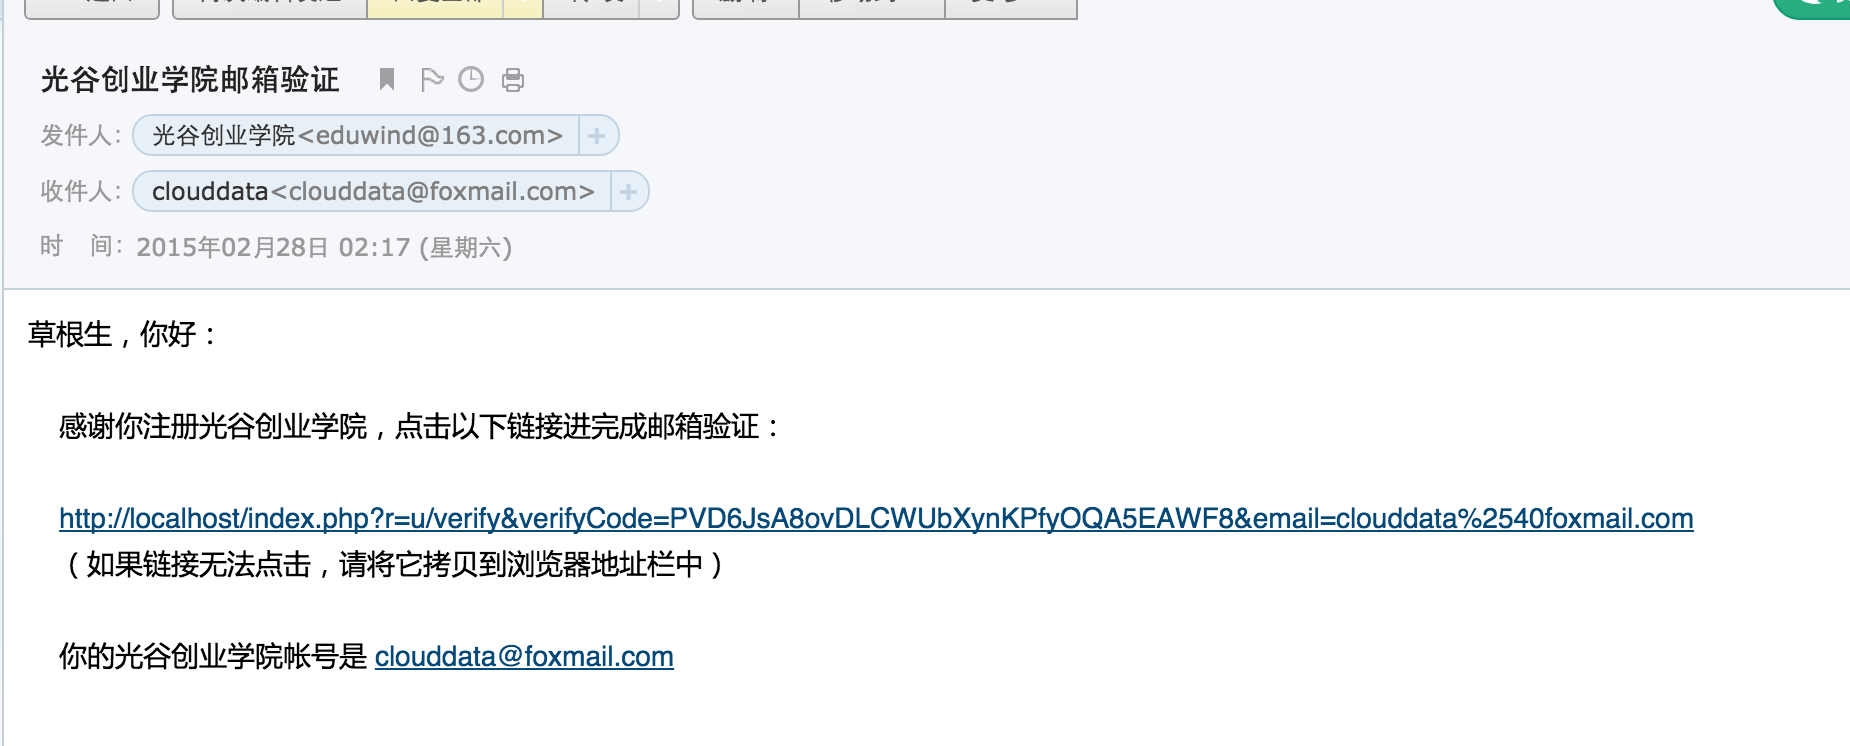 光谷创业学院邮箱验证
发件人： 光谷创业学院<eduwind@163.com> +
收件人： clouddata<clouddata@foxmail.com> +
时 间： 2015年02月28日 02:17 (星期六)
草根生，你好：
感谢你注册光谷创业学院，点击以下链接进完成邮箱验证：
http://localhost/index.php?r=u/verify&verifyCode=PVD6JsA8ovDLCWUbXynKPfyOQA5EAWF8&email=clouddata%2540foxmail.com
（如果链接无法点击，请将它拷贝到浏览器地址栏中）
你的光谷创业学院帐号是 clouddata@foxmail.com